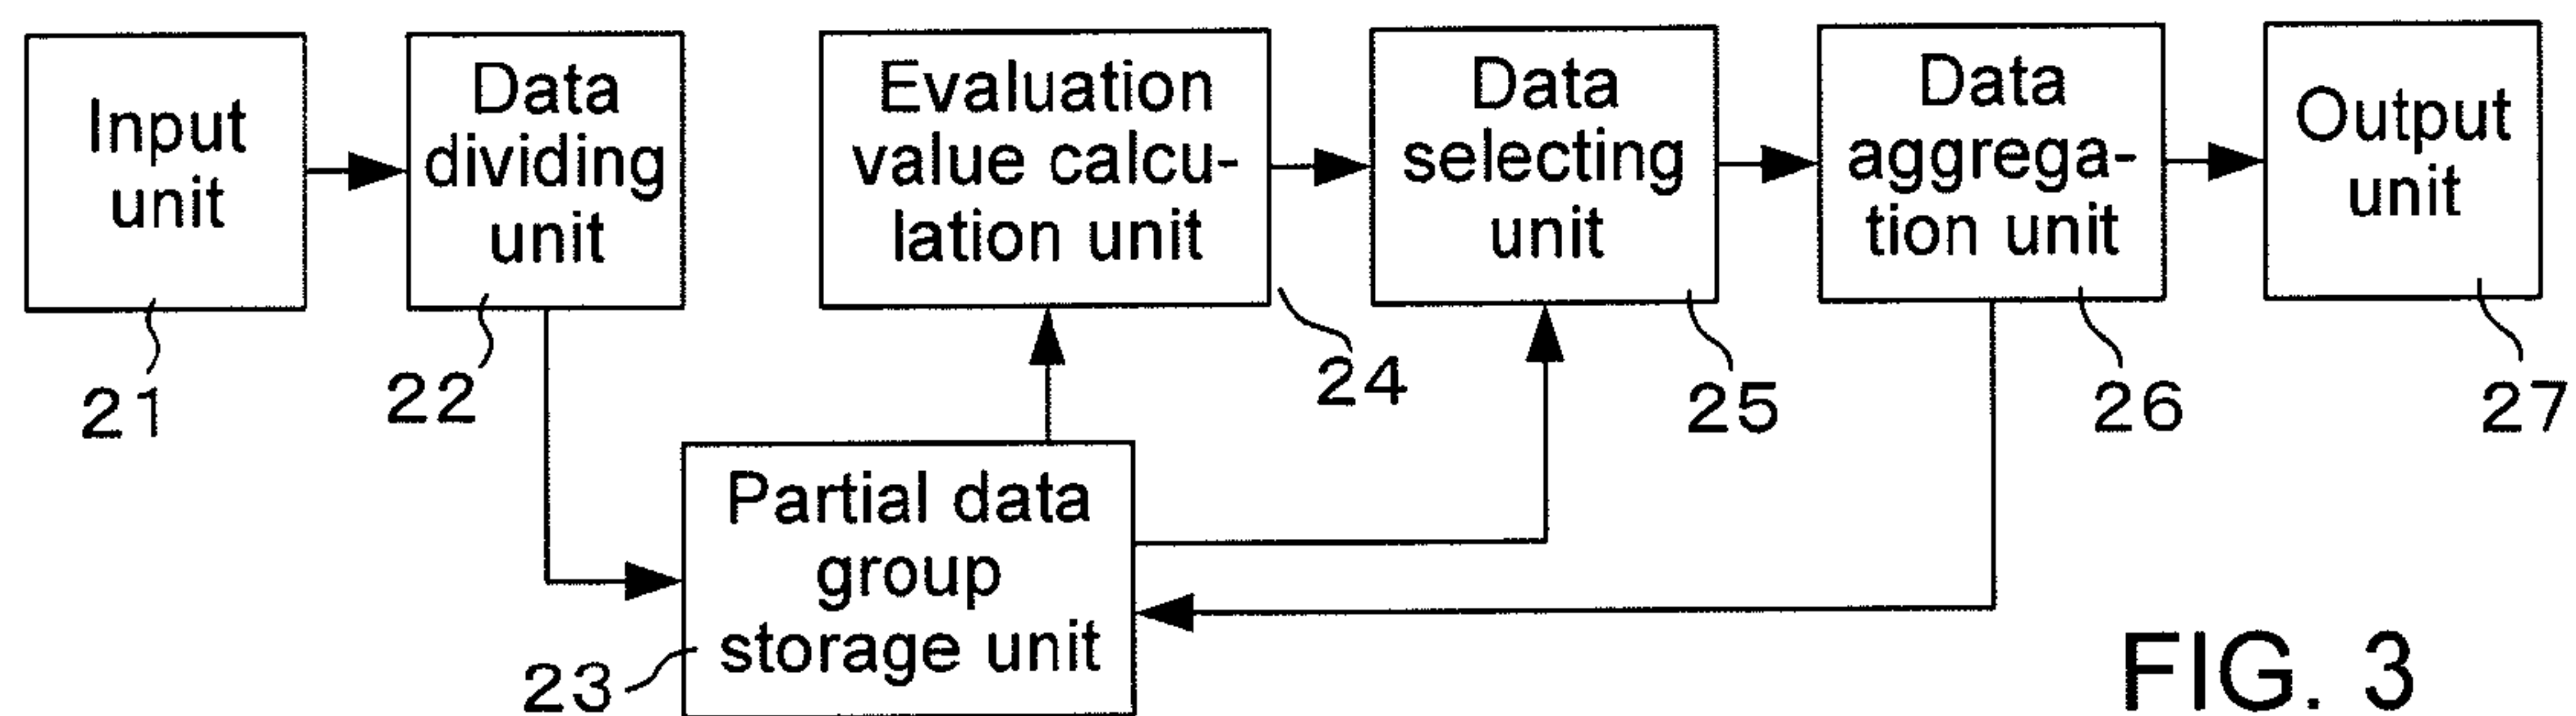 Input
unit
21
Data
dividing
unit
22
Evaluation
value calcu-
lation unit
24
Data
selecting
unit
25
Data
aggrega-
tion unit
26
Output
unit
27
Partial data
group
storage unit
23
FIG. 3